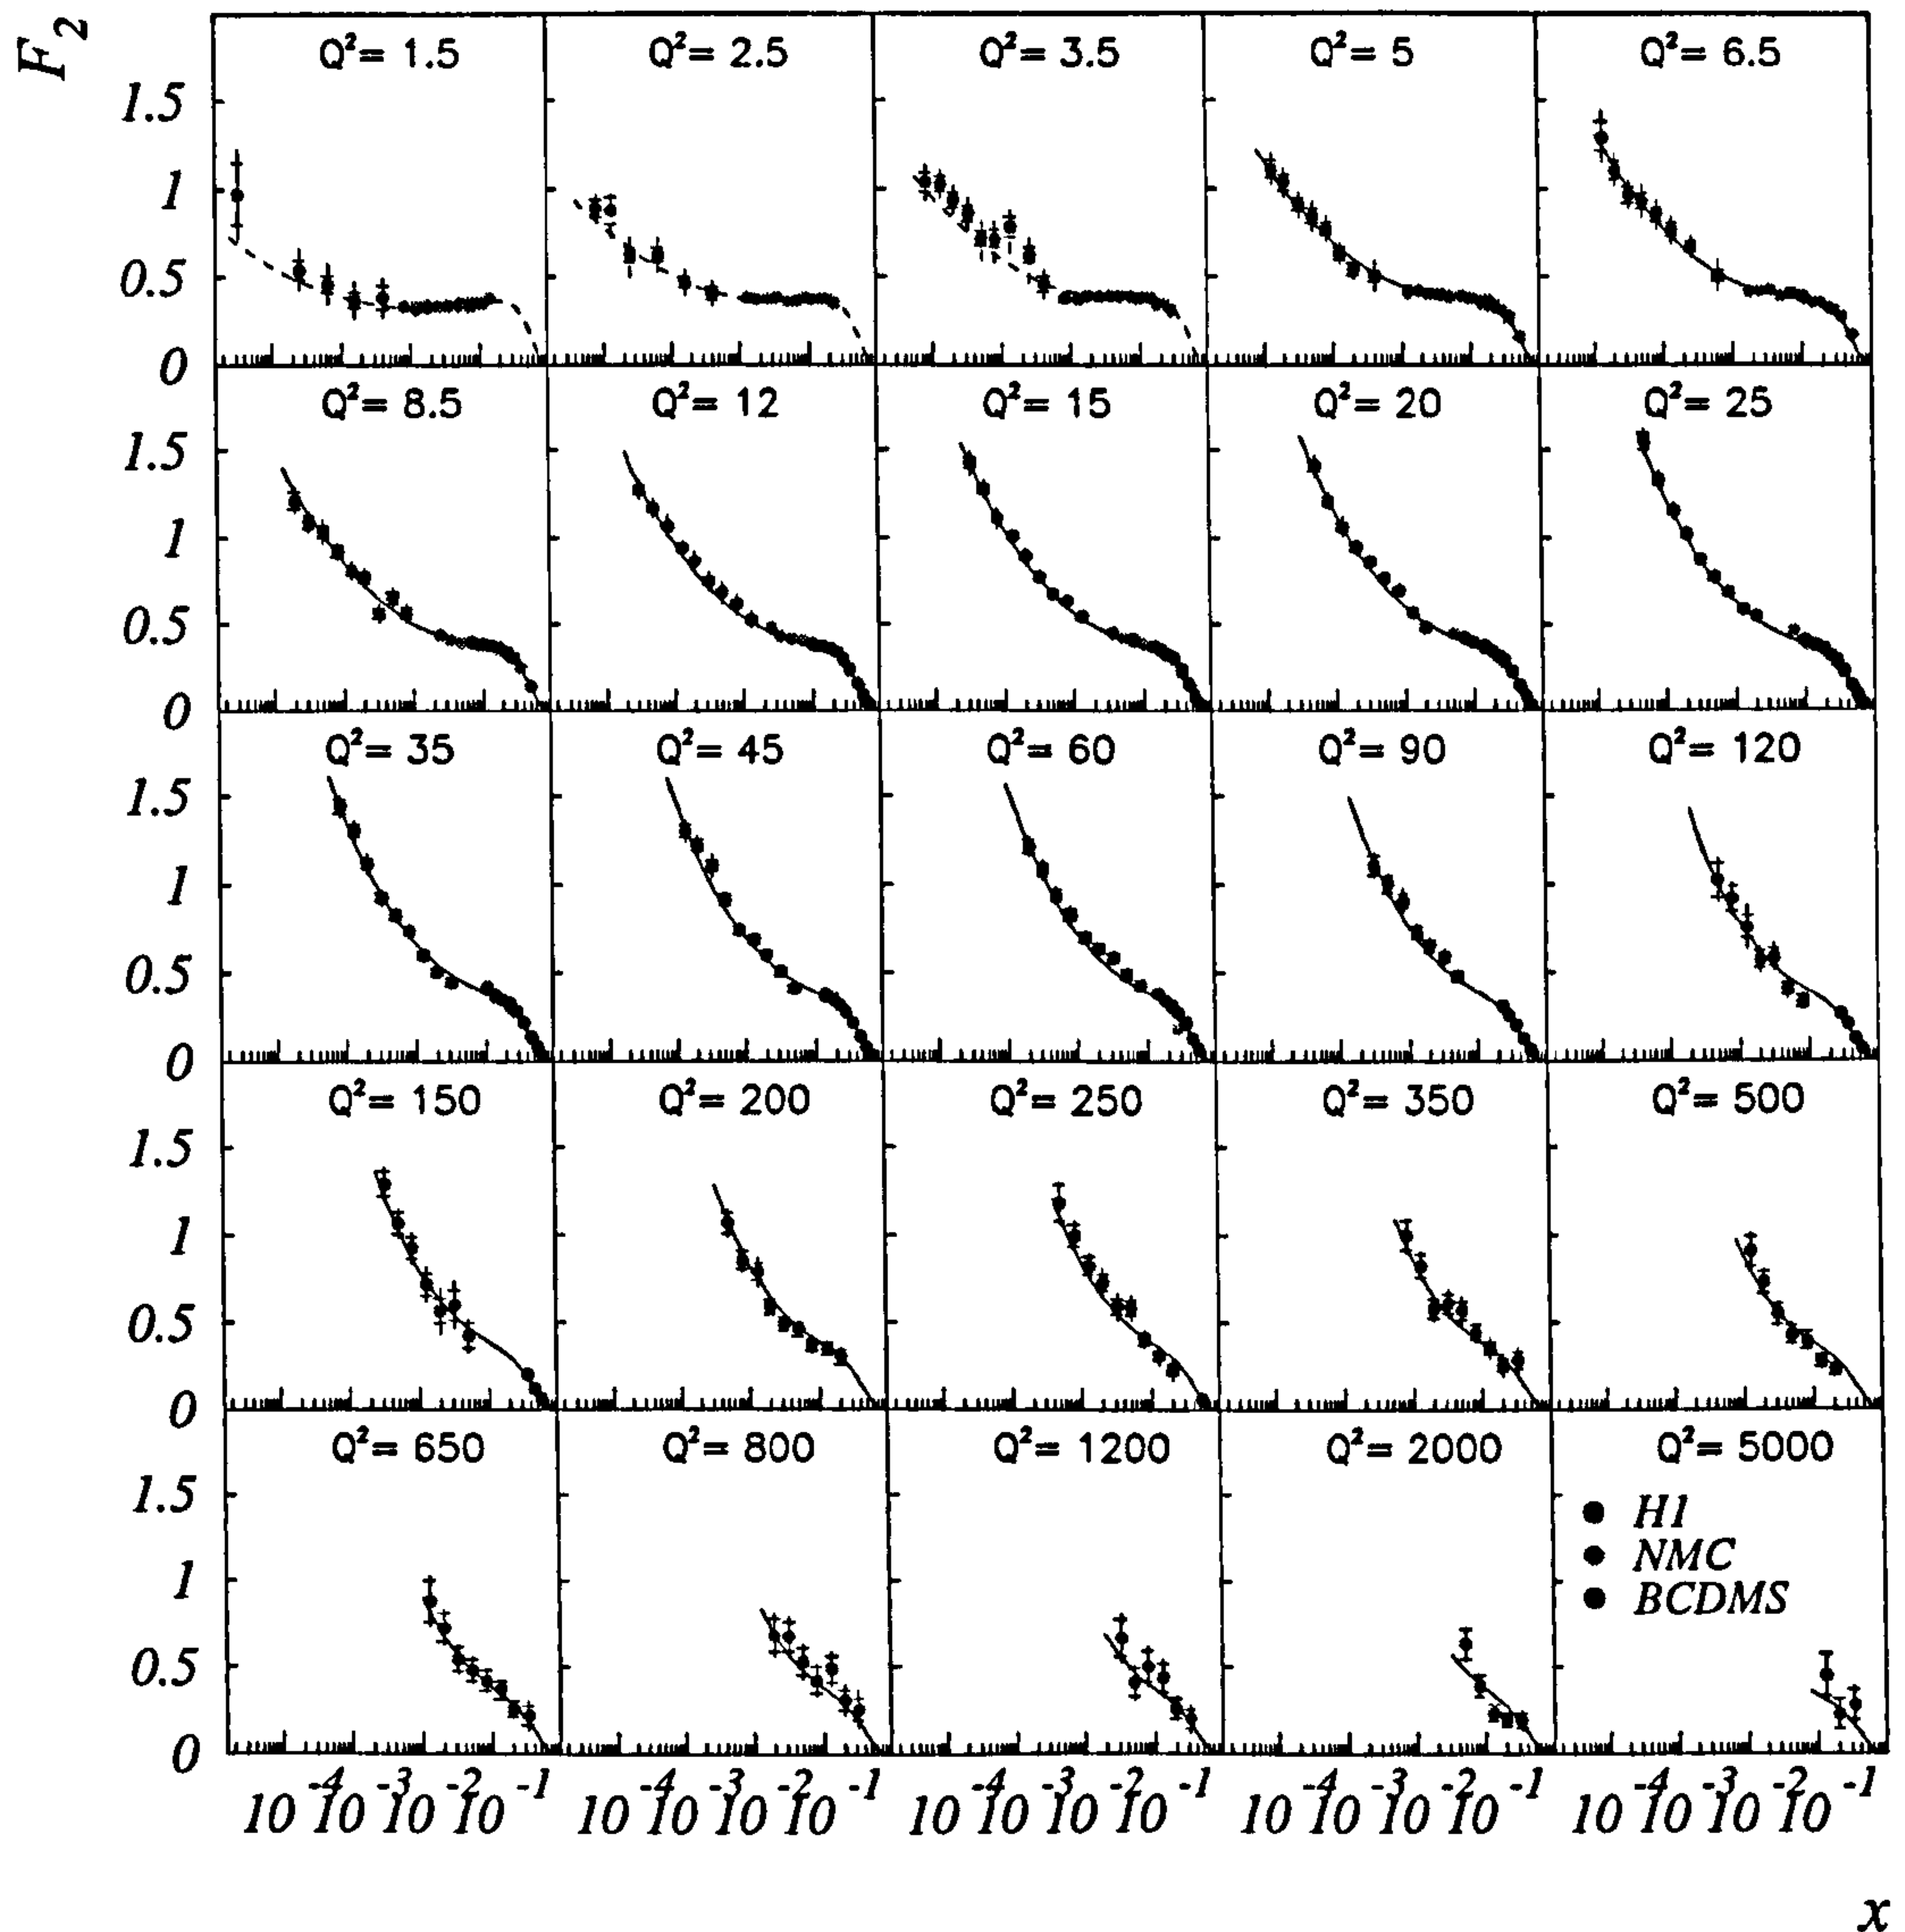 F₂
Q²= 1.5 Q²= 2.5 Q²= 3.5 Q²= 5 Q²= 6.5
1.5
1
0.5
0
Q²= 8.5 Q²= 12 Q²= 15 Q²= 20 Q²= 25
1.5
1
0.5
0
Q²= 35 Q²= 45 Q²= 60 Q²= 90 Q²= 120
1.5
1
0.5
0
Q²= 150 Q²= 200 Q²= 250 Q²= 350 Q²= 500
1.5
1
0.5
0
Q²= 650 Q²= 800 Q²= 1200 Q²= 2000 Q²= 5000
1.5
H1
NMC
1
BCDMS
0.5
0
10⁻⁴ 10⁻³ 10⁻² 10⁻¹ 10⁻⁴ 10⁻³ 10⁻² 10⁻¹ 10⁻⁴ 10⁻³ 10⁻² 10⁻¹ 10⁻⁴ 10⁻³ 10⁻² 10⁻¹ 10⁻⁴ 10⁻³ 10⁻² 10⁻¹
x